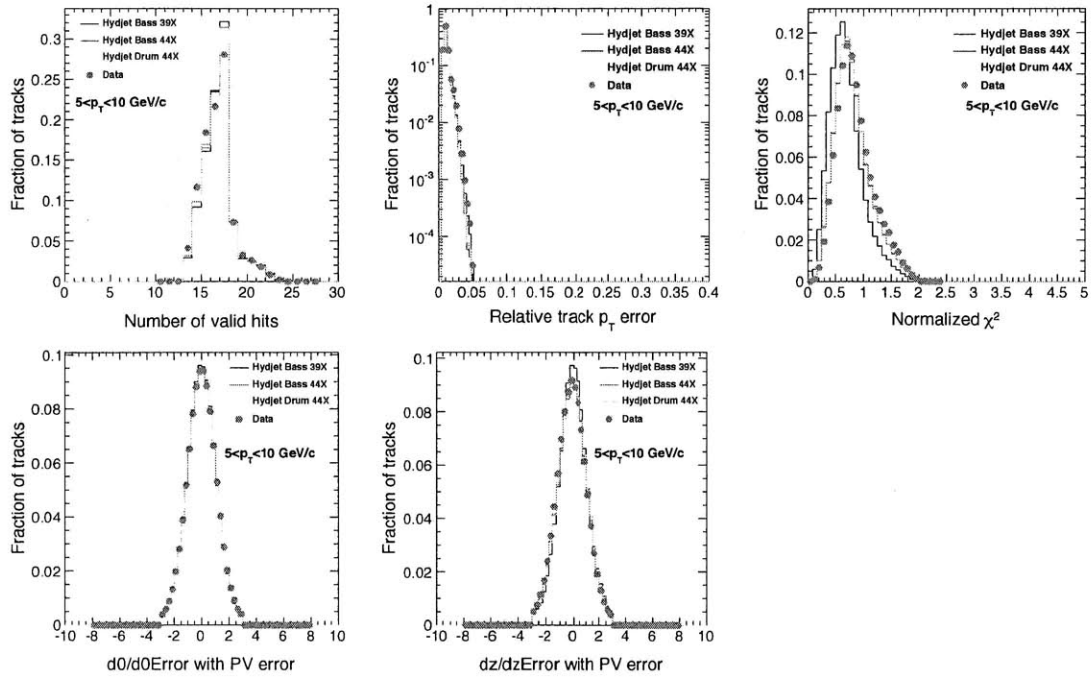 Hydjet Bass 39X
Hydjet Bass 44X
Hydjet Drum 44X
Data
5<p_T<10 GeV/c
Fraction of tracks
0.3
0.25
0.2
0.15
0.1
0.05
0
0 5 10 15 20 25 30
Number of valid hits
Hydjet Bass 39X
Hydjet Bass 44X
Hydjet Drum 44X
Data
5<p_T<10 GeV/c
Fraction of tracks
1
10⁻¹
10⁻²
10⁻³
10⁻⁴
0 0.05 0.1 0.15 0.2 0.25 0.3 0.35 0.4
Relative track p_T error
Hydjet Bass 39X
Hydjet Bass 44X
Hydjet Drum 44X
Data
5<p_T<10 GeV/c
Fraction of tracks
0.12
0.1
0.08
0.06
0.04
0.02
0
0 0.5 1 1.5 2 2.5 3 3.5 4 4.5 5
Normalized χ²
Hydjet Bass 39X
Hydjet Bass 44X
Hydjet Drum 44X
Data
5<p_T<10 GeV/c
Fraction of tracks
0.1
0.08
0.06
0.04
0.02
0
-10 -8 -6 -4 -2 0 2 4 6 8 10
d0/d0Error with PV error
Hydjet Bass 39X
Hydjet Bass 44X
Hydjet Drum 44X
Data
5<p_T<10 GeV/c
Fraction of tracks
0.1
0.08
0.06
0.04
0.02
0
-10 -8 -6 -4 -2 0 2 4 6 8 10
dz/dzError with PV error